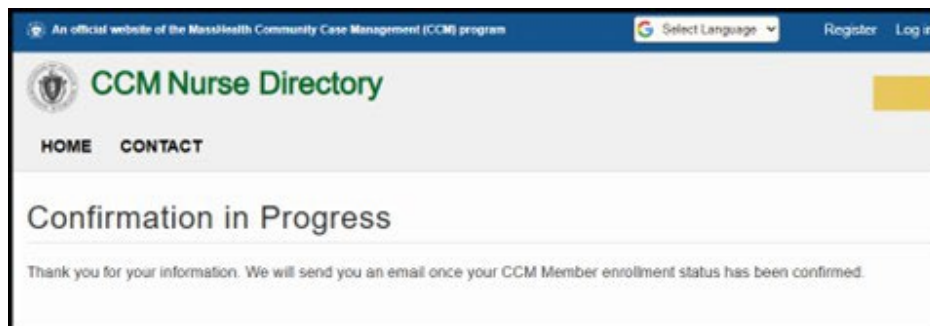 An official website of the MassHealth Community Case Management (CCM) program
Select Language
Register Log in
CCM Nurse Directory
HOME CONTACT
Confirmation in Progress
Thank you for your information. We will send you an email once your CCM Member enrollment status has been confirmed.